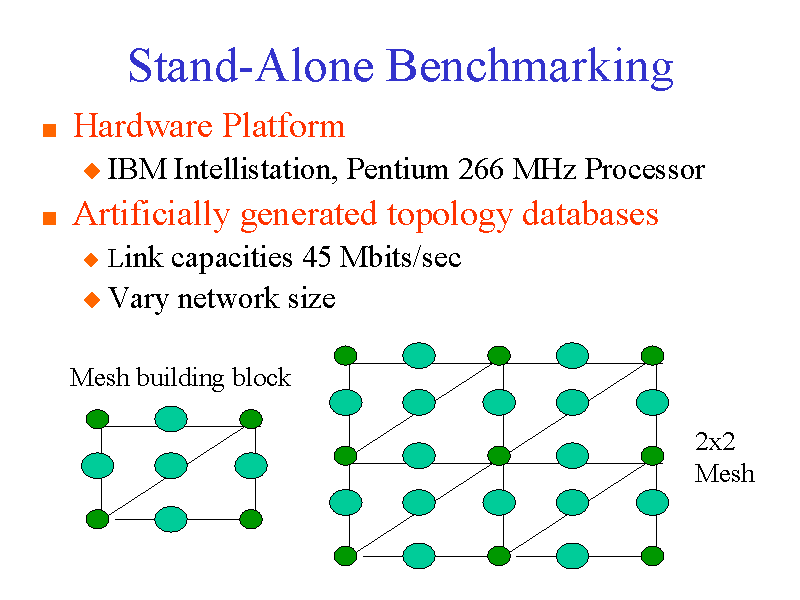 Stand-Alone Benchmarking
Hardware Platform
IBM Intellistation, Pentium 266 MHz Processor
Artificially generated topology databases
Link capacities 45 Mbits/sec
Vary network size
Mesh building block
2x2
Mesh